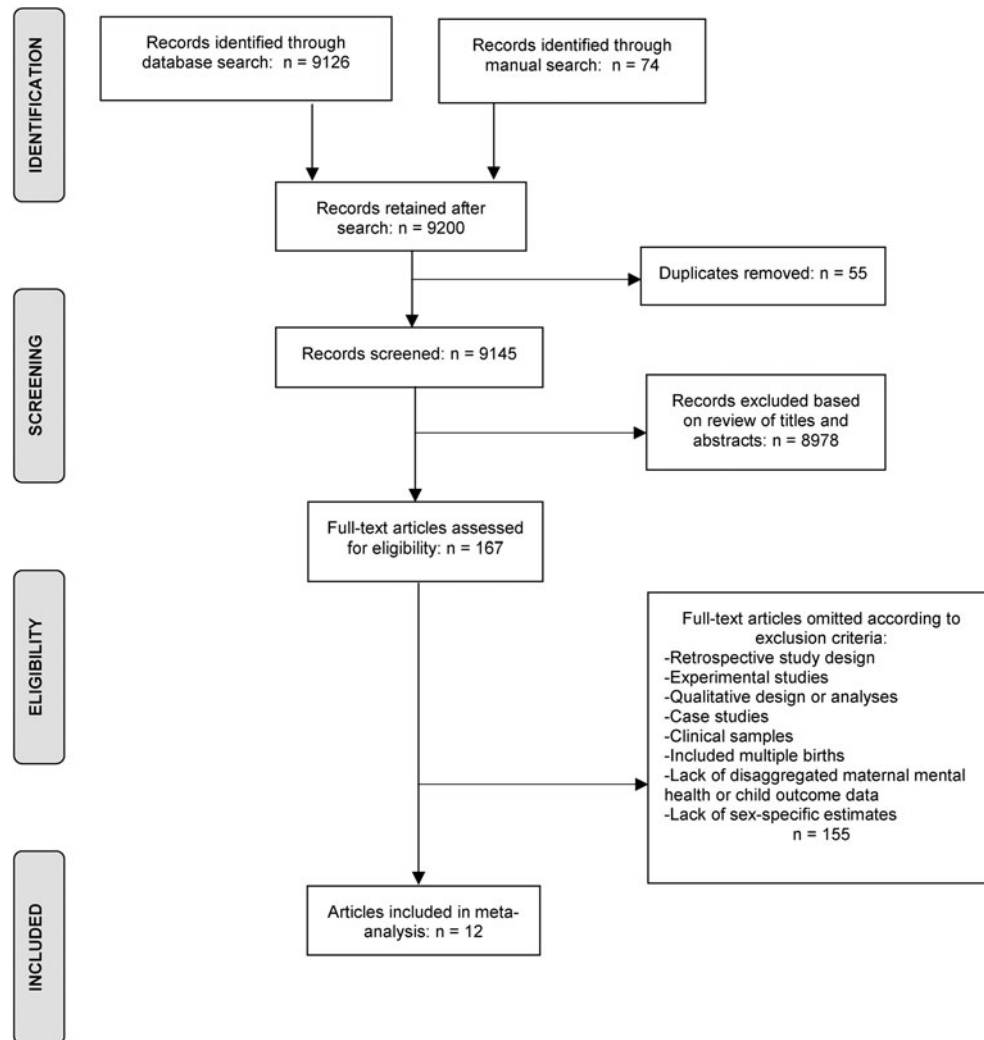 IDENTIFICATION
Records identified through
database search:  n = 9126
Records identified through
manual search:  n = 74
Records retained after
search: n = 9200
Duplicates removed: n = 55
SCREENING
Records screened: n = 9145
Records excluded based
on review of titles and
abstracts: n = 8978
Full-text articles assessed
for eligibility: n = 167
ELIGIBILITY
Full-text articles omitted according to
exclusion criteria:
-Retrospective study design
-Experimental studies
-Qualitative design or analyses
-Case studies
-Clinical samples
-Included multiple births
-Lack of disaggregated maternal mental
health or child outcome data
-Lack of sex-specific estimates
n = 155
INCLUDED
Articles included in meta-
analysis: n = 12